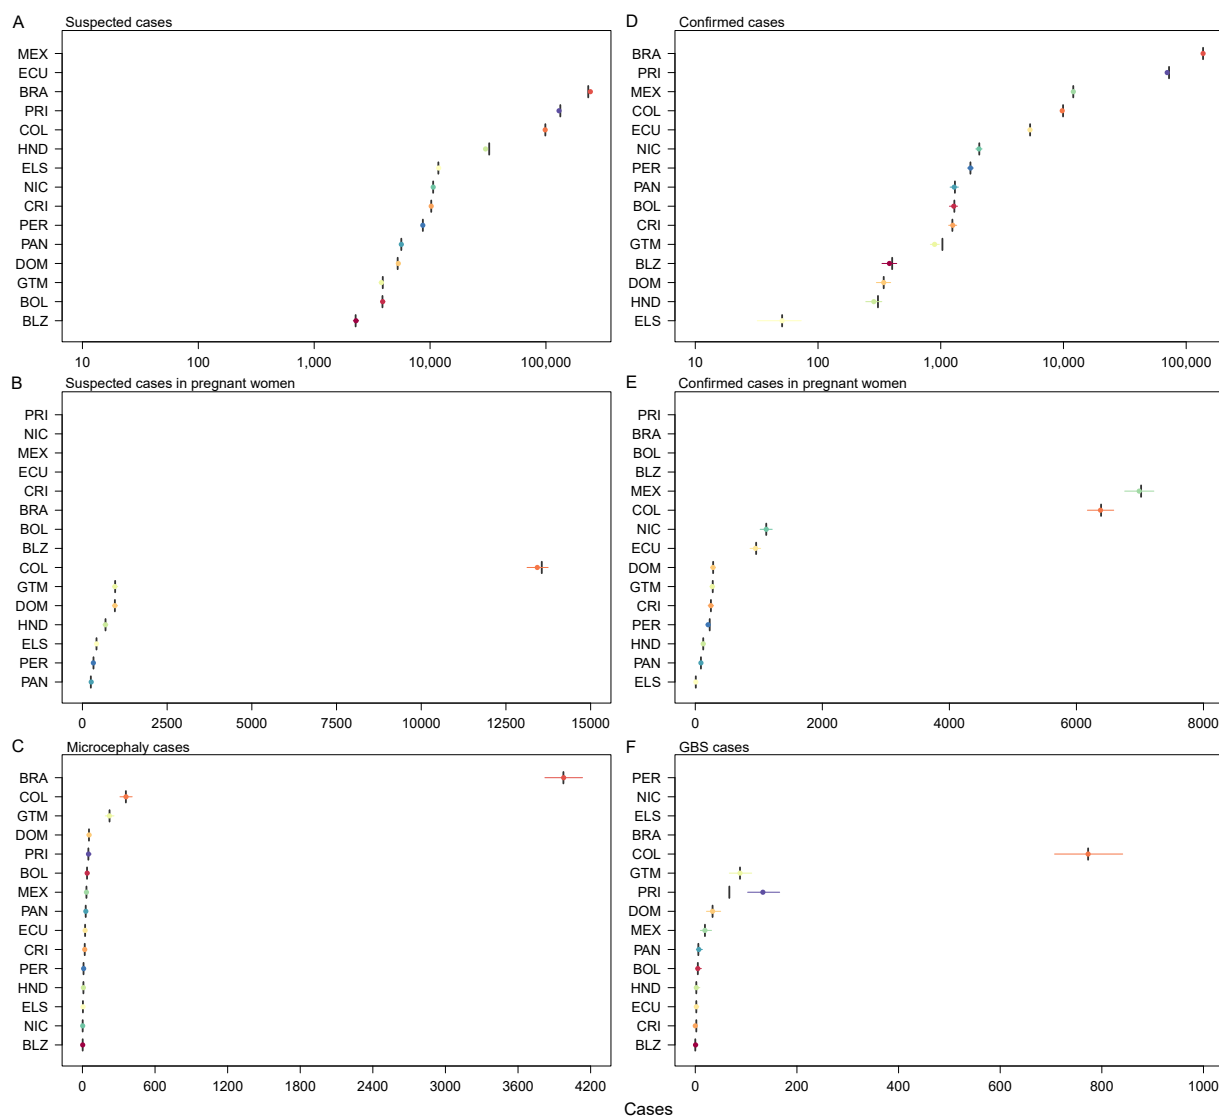 A
Suspected cases
MEX
ECU
BRA
PRI
COL
HND
ELS
NIC
CRI
PER
PAN
DOM
GTM
BOL
BLZ
10 100 1,000 10,000 100,000
B
Suspected cases in pregnant women
PRI
NIC
MEX
ECU
CRI
BRA
BOL
BLZ
COL
GTM
DOM
HND
ELS
PER
PAN
0 2500 5000 7500 10000 12500 15000
C
Microcephaly cases
BRA
COL
GTM
DOM
PRI
BOL
MEX
PAN
ECU
CRI
PER
HND
ELS
NIC
BLZ
0 600 1200 1800 2400 3000 3600 4200
D
Confirmed cases
BRA
PRI
MEX
COL
ECU
NIC
PER
PAN
BOL
CRI
GTM
BLZ
DOM
HND
ELS
10 100 1,000 10,000 100,000
E
Confirmed cases in pregnant women
PRI
BRA
BOL
BLZ
MEX
COL
NIC
ECU
DOM
GTM
CRI
PER
HND
PAN
ELS
0 2000 4000 6000 8000
F
GBS cases
PER
NIC
ELS
BRA
COL
GTM
PRI
DOM
MEX
PAN
BOL
HND
ECU
CRI
BLZ
0 200 400 600 800
Cases